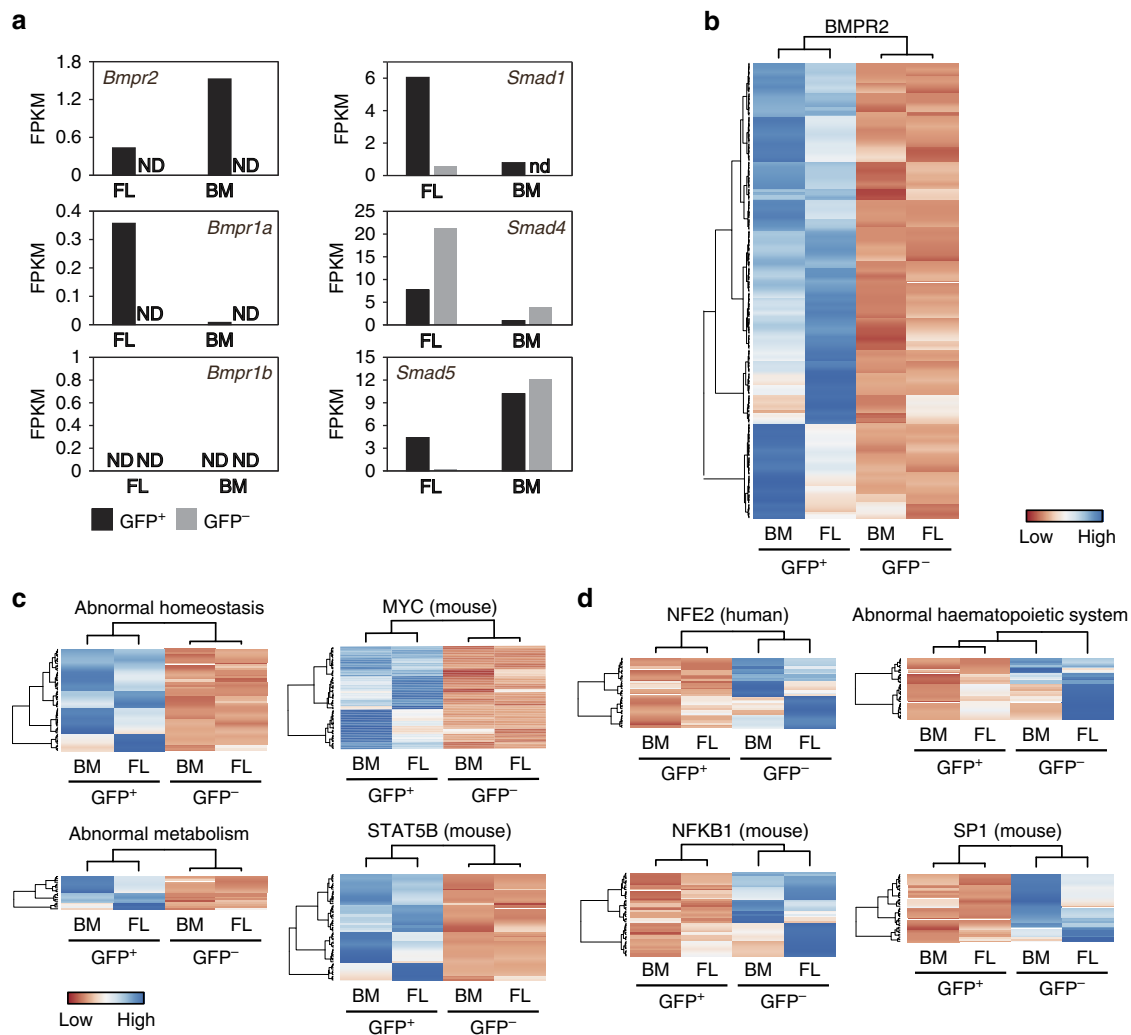 a
Bmpr2
FPKM
1.8
1.2
0.6
0
ND
ND
FL
BM
Smad1
FPKM
6
4
2
0
nd
FL
BM
Bmpr1a
FPKM
0.4
0.3
0.2
0.1
0
ND
ND
FL
BM
Smad4
FPKM
25
20
15
10
5
0
FL
BM
Bmpr1b
FPKM
1
0.8
0.6
0.4
0.2
0
ND ND
ND ND
FL
BM
Smad5
FPKM
15
12
9
6
3
0
FL
BM
GFP+
GFP−
b
BMPR2
BM FL BM FL
GFP+ GFP−
Low High
c
Abnormal homeostasis
BM FL BM FL
GFP+ GFP−
MYC (mouse)
BM FL BM FL
GFP+ GFP−
Abnormal metabolism
BM FL BM FL
GFP+ GFP−
STAT5B (mouse)
BM FL BM FL
GFP+ GFP−
Low High
d
NFE2 (human)
BM FL BM FL
GFP+ GFP−
Abnormal haematopoietic system
BM FL BM FL
GFP+ GFP−
NFKB1 (mouse)
BM FL BM FL
GFP+ GFP−
SP1 (mouse)
BM FL BM FL
GFP+ GFP−